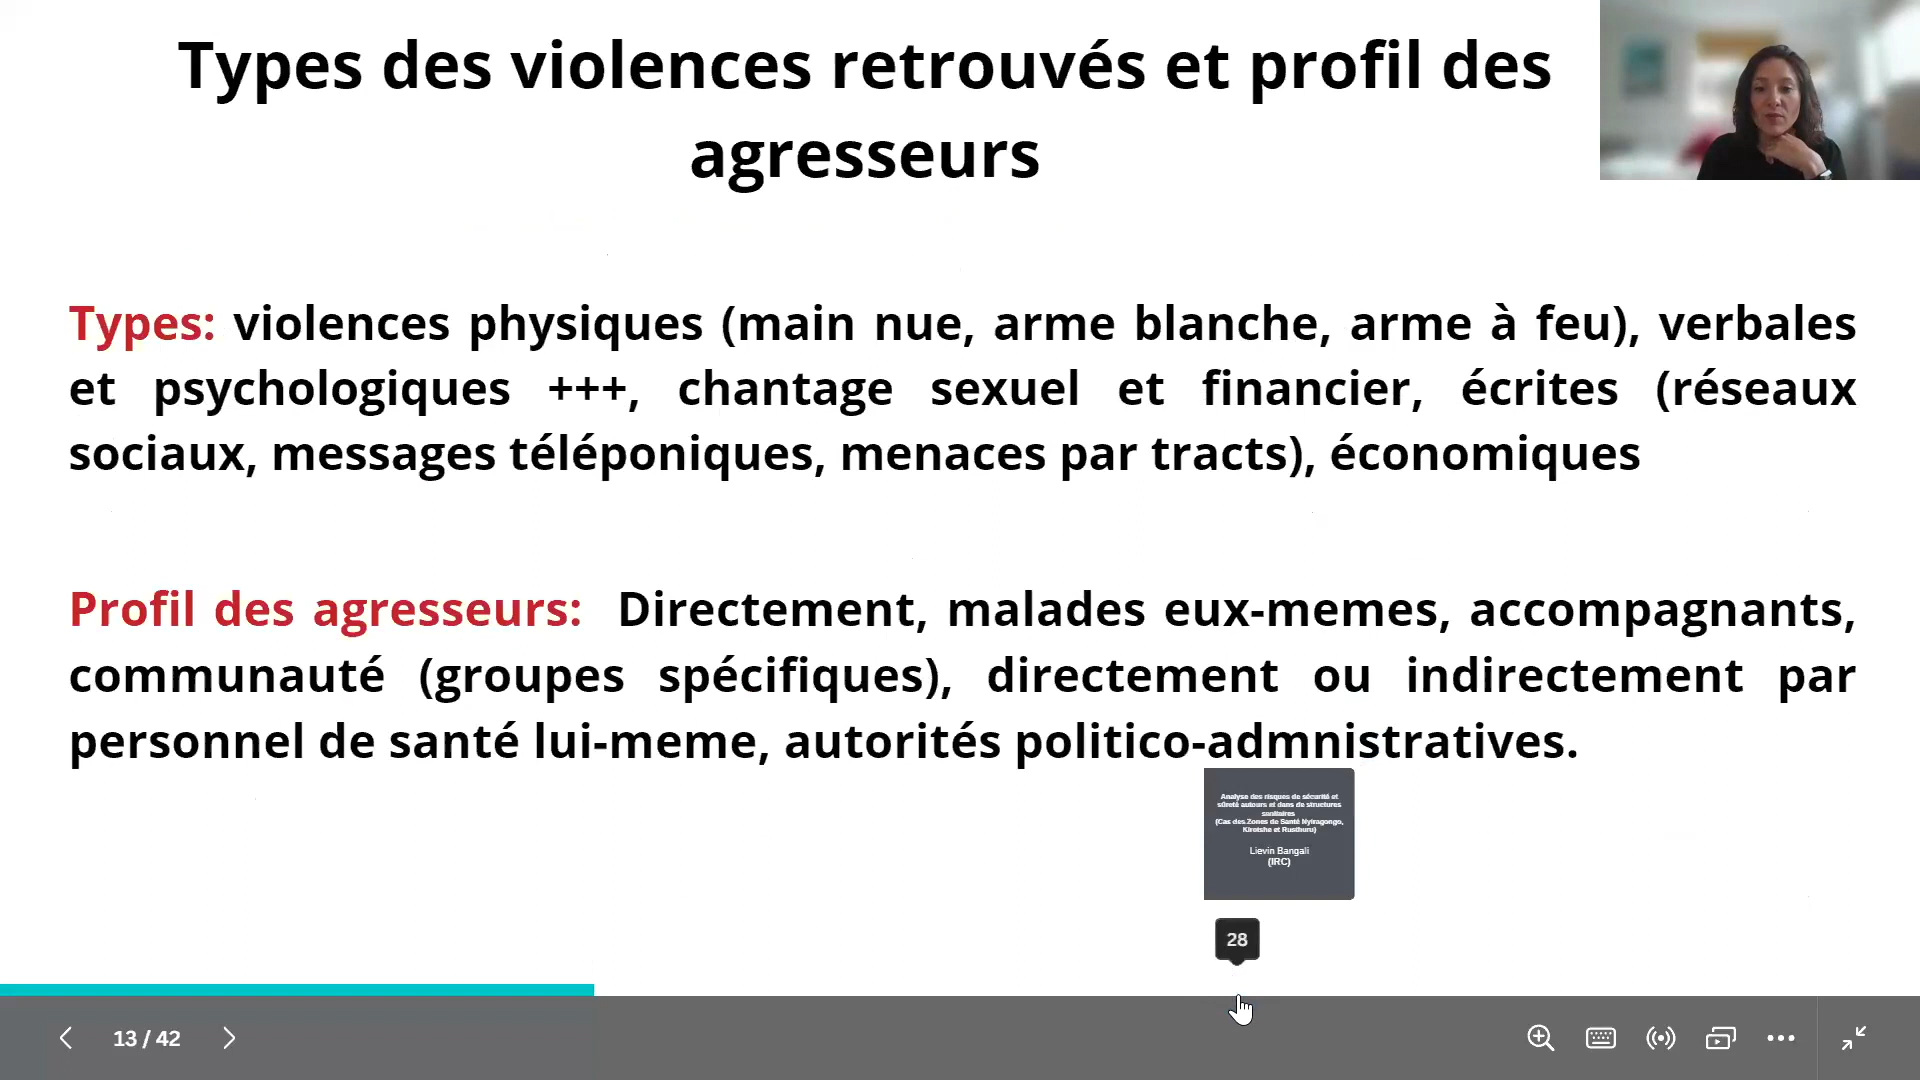 Types des violences retrouvés et profil des
agresseurs
Types: violences physiques (main nue, arme blanche, arme à feu), verbales
et psychologiques +++, chantage sexuel et financier, écrites (réseaux
sociaux, messages téléponiques, menaces par tracts), économiques
Profil des agresseurs: Directement, malades eux-memes, accompagnants,
communauté (groupes spécifiques), directement ou indirectement par
personnel de santé lui-meme, autorités politico-admnistratives.
Analyse des risques de sécurité et
sûreté autours et dans de structures
sanitaires
(Cas des Zones de Santé Nyiragongo,
Kirotshe et Rusthuru)
Lievin Bangali
(IRC)
28
13 / 42